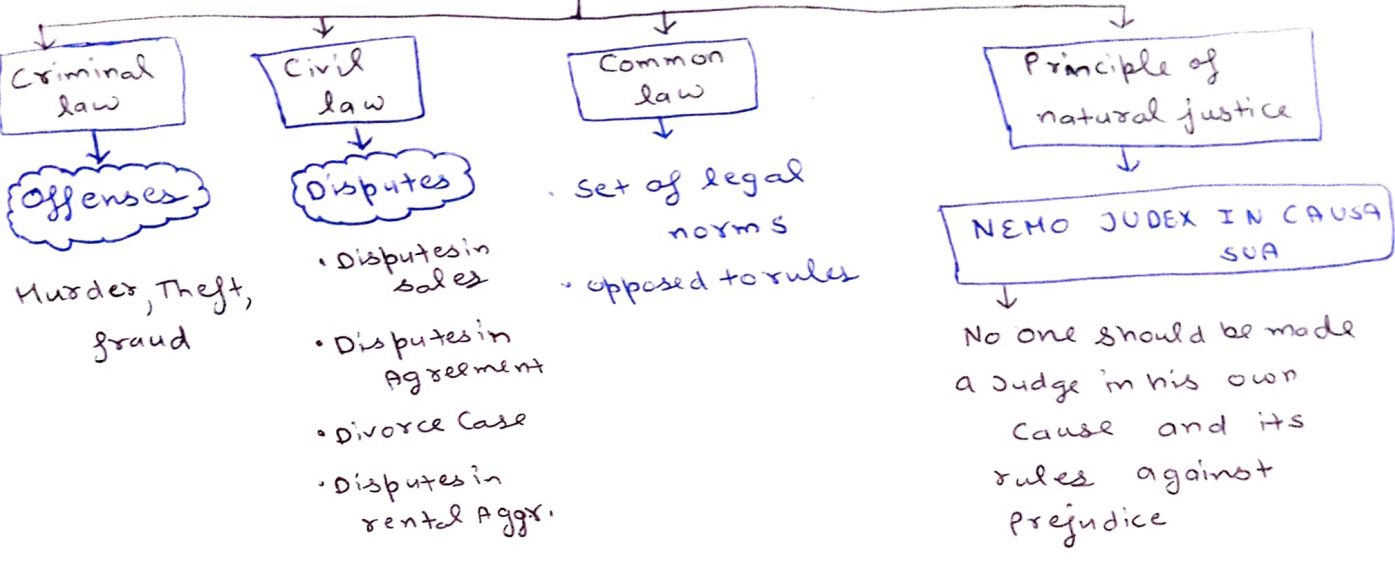 Criminal
law
Offenses
Murder, Theft,
fraud
Civil
law
Disputes
• Disputes in
sales
• Disputes in
Agreement
• Divorce Case
• Disputes in
rental Aggr.
Common
law
• Set of legal
norms
• opposed to rules
Principle of
natural justice
NEMO JUDEX IN CAUSA
SUA
No one should be made
a Judge in his own
Cause and its
rules against
Prejudice